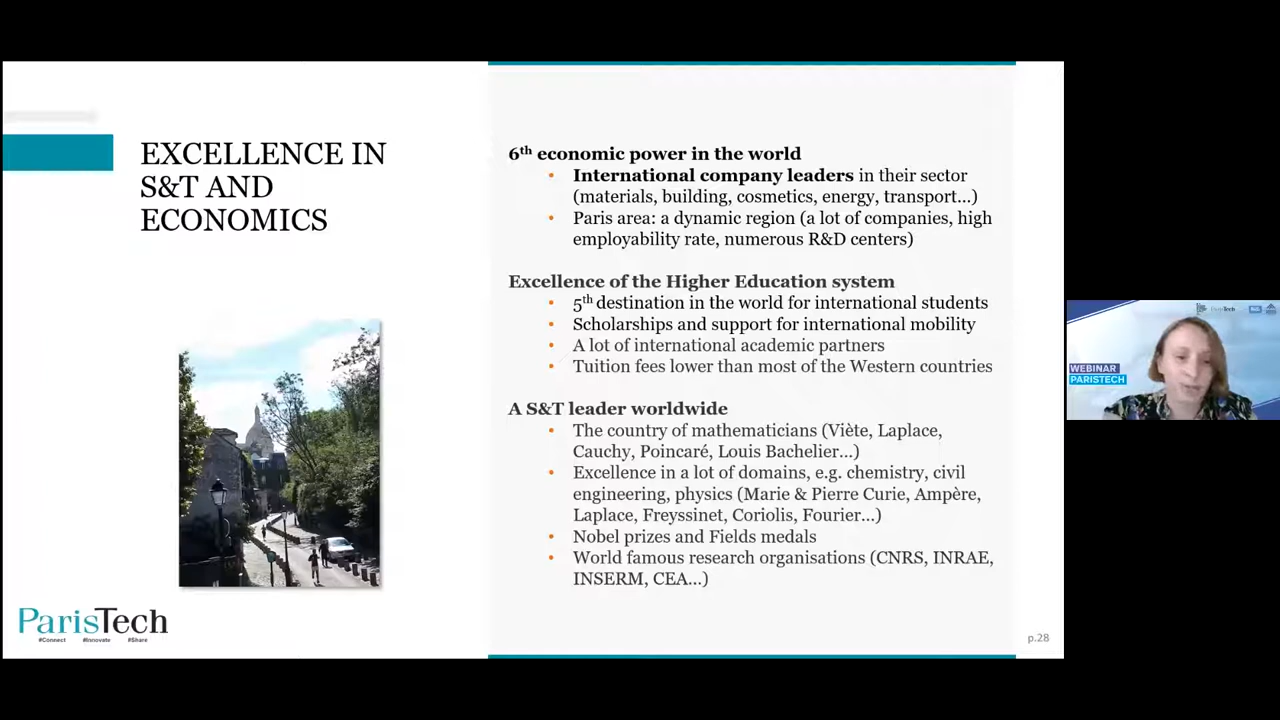 EXCELLENCE IN
S&T AND
ECONOMICS
6th economic power in the world
• International company leaders in their sector
(materials, building, cosmetics, energy, transport...)
• Paris area: a dynamic region (a lot of companies, high
employability rate, numerous R&D centers)
Excellence of the Higher Education system
• 5th destination in the world for international students
• Scholarships and support for international mobility
• A lot of international academic partners
• Tuition fees lower than most of the Western countries
A S&T leader worldwide
• The country of mathematicians (Viète, Laplace,
Cauchy, Poincaré, Louis Bachelier...)
• Excellence in a lot of domains, e.g. chemistry, civil
engineering, physics (Marie & Pierre Curie, Ampère,
Laplace, Freyssinet, Coriolis, Fourier...)
• Nobel prizes and Fields medals
• World famous research organisations (CNRS, INRAE,
INSERM, CEA...)
ParisTech
#Connect #Innovate #Share
p.28
ParisTech
WEBINAR
PARISTECH